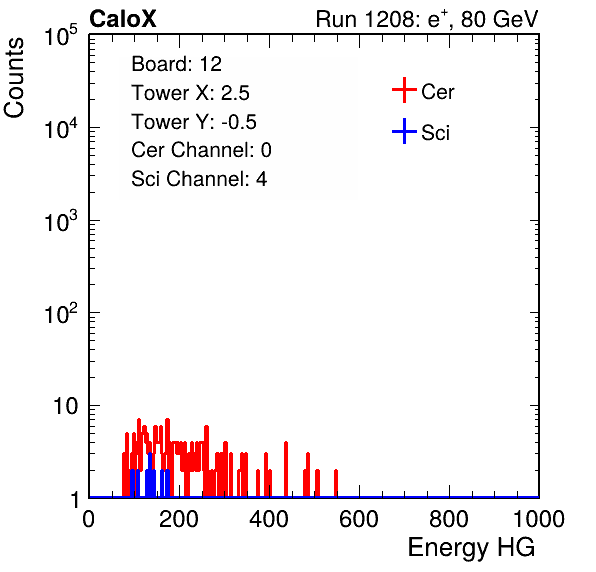 CaloX Run 1208: e⁺, 80 GeV
Counts
10⁵
10⁴
10³
10²
10
1
Board: 12
Tower X: 2.5
Tower Y: -0.5
Cer Channel: 0
Sci Channel: 4
Cer
Sci
0 200 400 600 800 1000
Energy HG